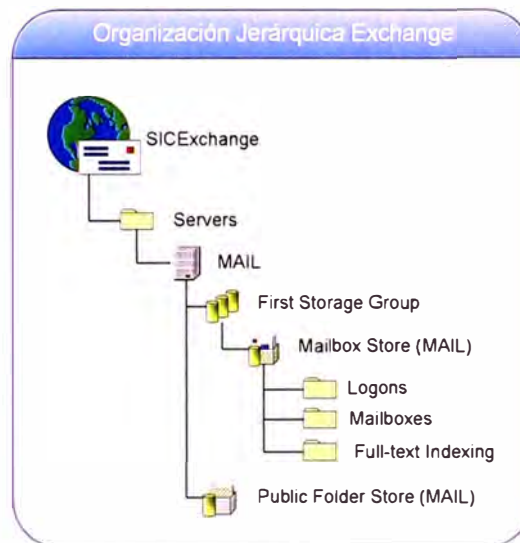 Organización Jerárquica Exchange
SICExchange
Servers
MAIL
First Storage Group
Mailbox Store (MAIL)
Logons
Mailboxes
Full-text Indexing
Public Folder Store (MAIL)